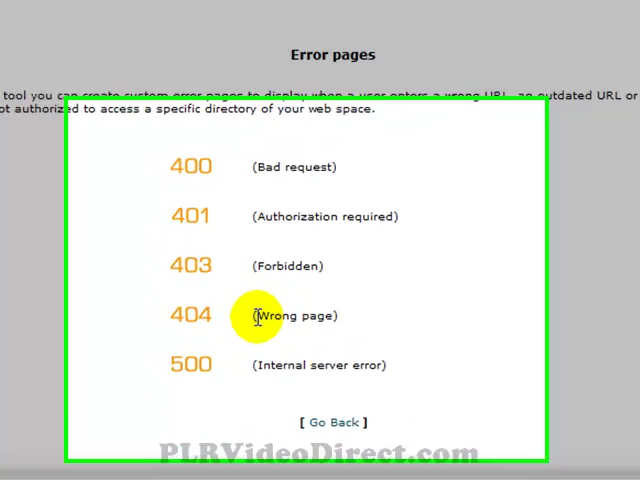 Error pages
tool you can create custom error pages to display when a user enters a wrong URL, an outdated URL or
ot authorized to access a specific directory of your web space.
400 (Bad request)
401 (Authorization required)
403 (Forbidden)
404 (Wrong page)
500 (Internal server error)
[ Go Back ]
PLRVideoDirect.com